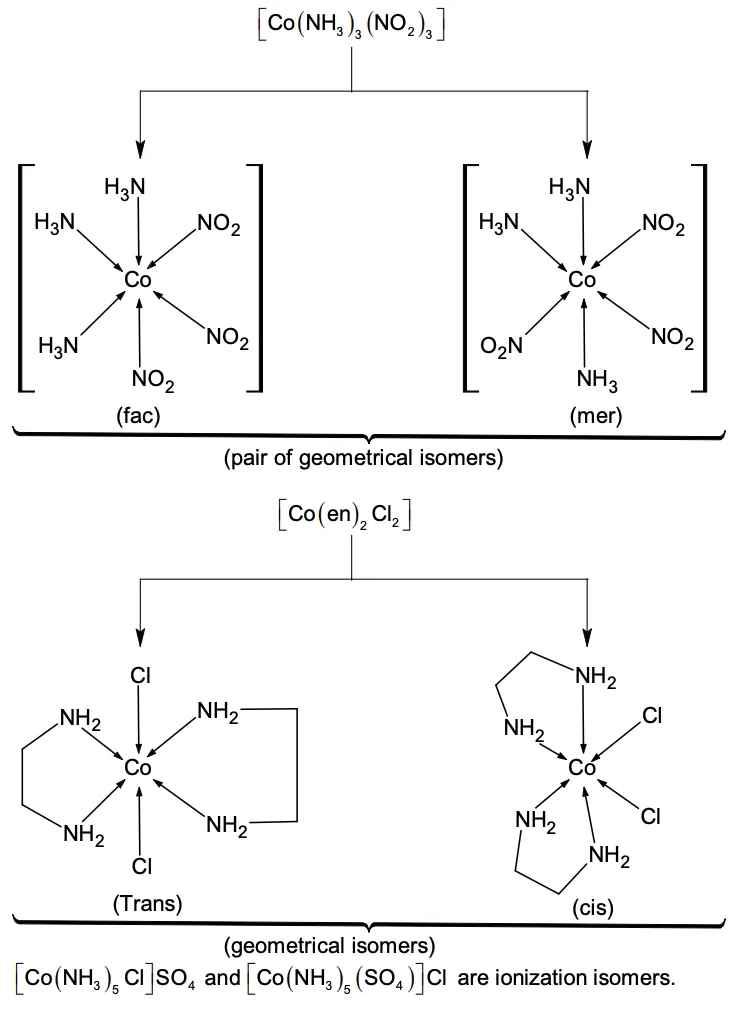 [Co(NH₃)₃(NO₂)₃]
H₃N
H₃N
NO₂
Co
H₃N
NO₂
NO₂
(fac)
H₃N
H₃N
NO₂
Co
O₂N
NO₂
NH₃
(mer)
(pair of geometrical isomers)
[Co(en)₂Cl₂]
Cl
NH₂
NH₂
Co
NH₂
NH₂
Cl
(Trans)
NH₂
NH₂
Cl
Co
NH₂
Cl
NH₂
(cis)
(geometrical isomers)
[Co(NH₃)₅Cl]SO₄ and [Co(NH₃)₅(SO₄)]Cl are ionization isomers.